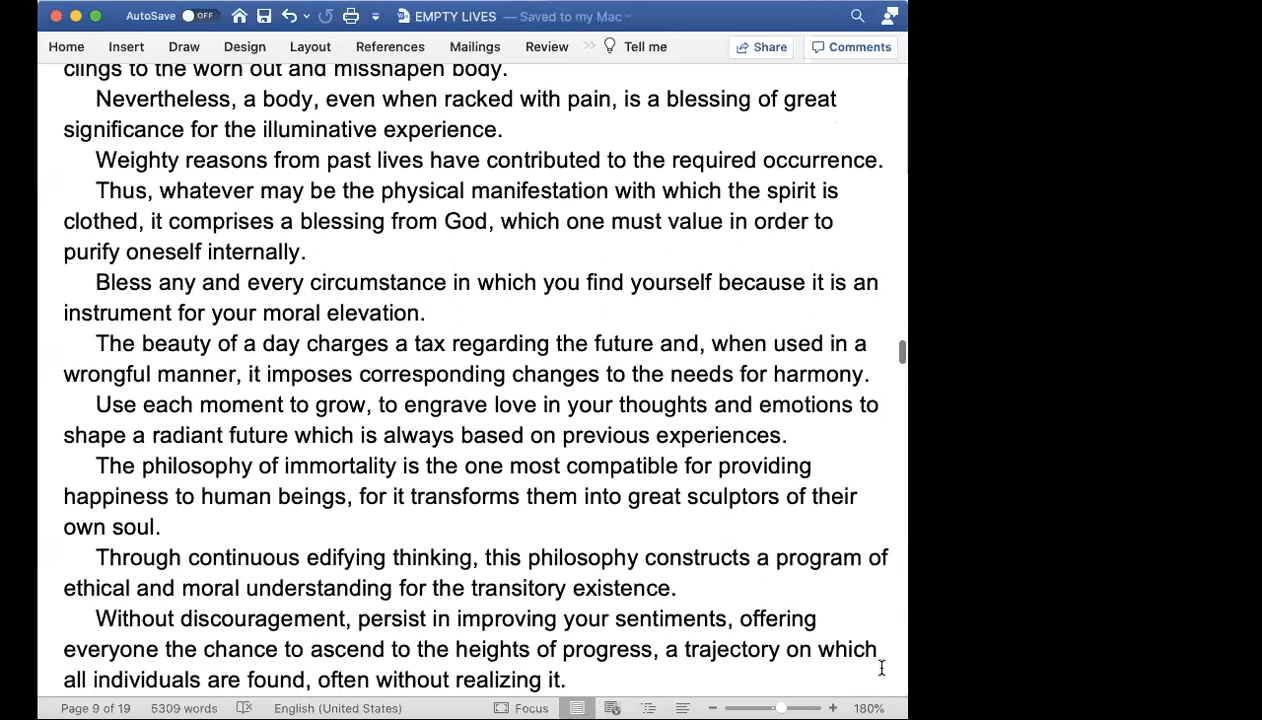 AutoSave OFF EMPTY LIVES — Saved to my Mac
Home Insert Draw Design Layout References Mailings Review Tell me Share Comments
clings to the worn out and misshapen body.
Nevertheless, a body, even when racked with pain, is a blessing of great
significance for the illuminative experience.
Weighty reasons from past lives have contributed to the required occurrence.
Thus, whatever may be the physical manifestation with which the spirit is
clothed, it comprises a blessing from God, which one must value in order to
purify oneself internally.
Bless any and every circumstance in which you find yourself because it is an
instrument for your moral elevation.
The beauty of a day charges a tax regarding the future and, when used in a
wrongful manner, it imposes corresponding changes to the needs for harmony.
Use each moment to grow, to engrave love in your thoughts and emotions to
shape a radiant future which is always based on previous experiences.
The philosophy of immortality is the one most compatible for providing
happiness to human beings, for it transforms them into great sculptors of their
own soul.
Through continuous edifying thinking, this philosophy constructs a program of
ethical and moral understanding for the transitory existence.
Without discouragement, persist in improving your sentiments, offering
everyone the chance to ascend to the heights of progress, a trajectory on which
all individuals are found, often without realizing it.
Page 9 of 19 5309 words English (United States) Focus 180%